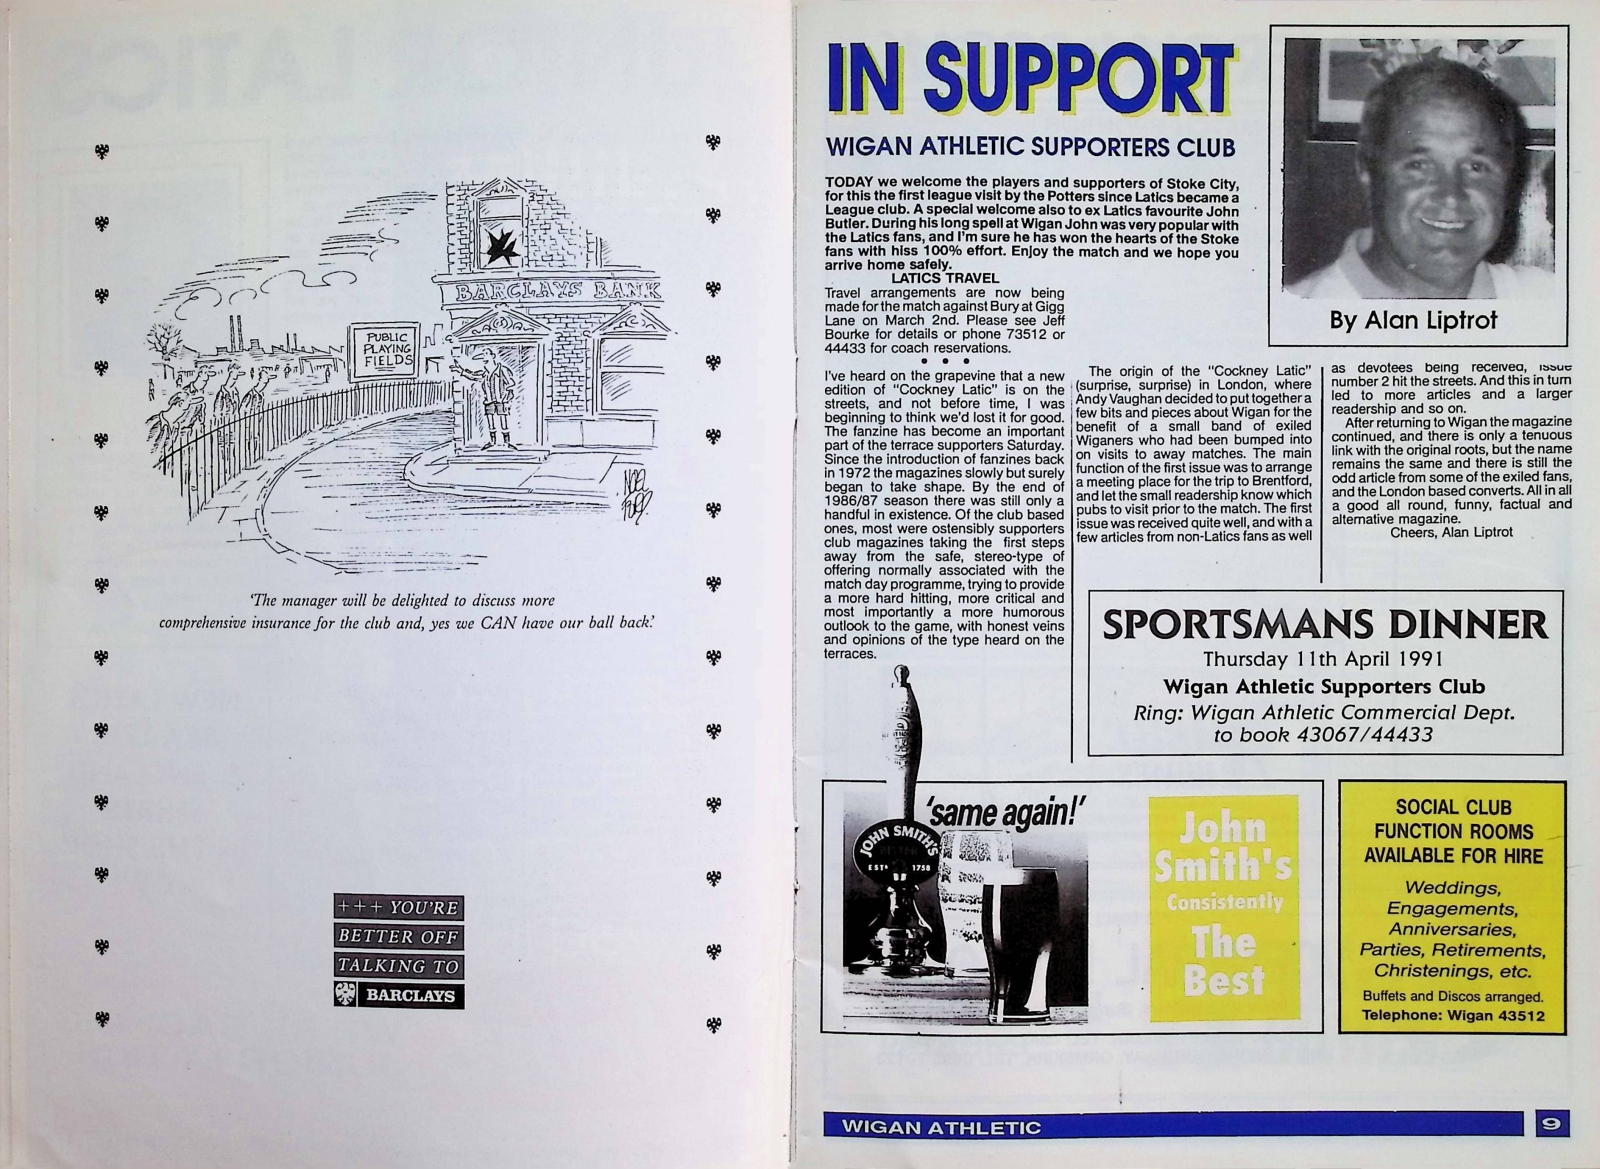 BARCLAYS BANK
PUBLIC
PLAYING
FIELDS
NOEL
FORD
'The manager will be delighted to discuss more
comprehensive insurance for the club and, yes we CAN have our ball back.'
+++ YOU'RE
BETTER OFF
TALKING TO
BARCLAYS
IN SUPPORT
WIGAN ATHLETIC SUPPORTERS CLUB
TODAY we welcome the players and supporters of Stoke City,
for this the first league visit by the Potters since Latics became a
League club. A special welcome also to ex Latics favourite John
Butler. During his long spell at Wigan John was very popular with
the Latics fans, and I'm sure he has won the hearts of the Stoke
fans with hiss 100% effort. Enjoy the match and we hope you
arrive home safely.
LATICS TRAVEL
Travel arrangements are now being
made for the match against Bury at Gigg
Lane on March 2nd. Please see Jeff
Bourke for details or phone 73512 or
44433 for coach reservations.
• • •
I've heard on the grapevine that a new
edition of "Cockney Latic" is on the
streets, and not before time, I was
beginning to think we'd lost it for good.
The fanzine has become an important
part of the terrace supporters Saturday.
Since the introduction of fanzines back
in 1972 the magazines slowly but surely
began to take shape. By the end of
1986/87 season there was still only a
handful in existence. Of the club based
ones, most were ostensibly supporters
club magazines taking the first steps
away from the safe, stereo-type of
offering normally associated with the
match day programme, trying to provide
a more hard hitting, more critical and
most importantly a more humorous
outlook to the game, with honest veins
and opinions of the type heard on the
terraces.
The origin of the "Cockney Latic"
(surprise, surprise) in London, where
Andy Vaughan decided to put together a
few bits and pieces about Wigan for the
benefit of a small band of exiled
Wiganers who had been bumped into
on visits to away matches. The main
function of the first issue was to arrange
a meeting place for the trip to Brentford,
and let the small readership know which
pubs to visit prior to the match. The first
issue was received quite well, and with a
few articles from non-Latics fans as well
as devotees being received, issue
number 2 hit the streets. And this in turn
led to more articles and a larger
readership and so on.
After returning to Wigan the magazine
continued, and there is only a tenuous
link with the original roots, but the name
remains the same and there is still the
odd article from some of the exiled fans,
and the London based converts. All in all
a good all round, funny, factual and
alternative magazine.
Cheers, Alan Liptrot
By Alan Liptrot
SPORTSMANS DINNER
Thursday 11th April 1991
Wigan Athletic Supporters Club
Ring: Wigan Athletic Commercial Dept.
to book 43067/44433
'same again!'
JOHN SMITH'S
ESTD 1758
John
Smith's
Consistently
The
Best
SOCIAL CLUB
FUNCTION ROOMS
AVAILABLE FOR HIRE
Weddings,
Engagements,
Anniversaries,
Parties, Retirements,
Christenings, etc.
Buffets and Discos arranged.
Telephone: Wigan 43512
WIGAN ATHLETIC
9